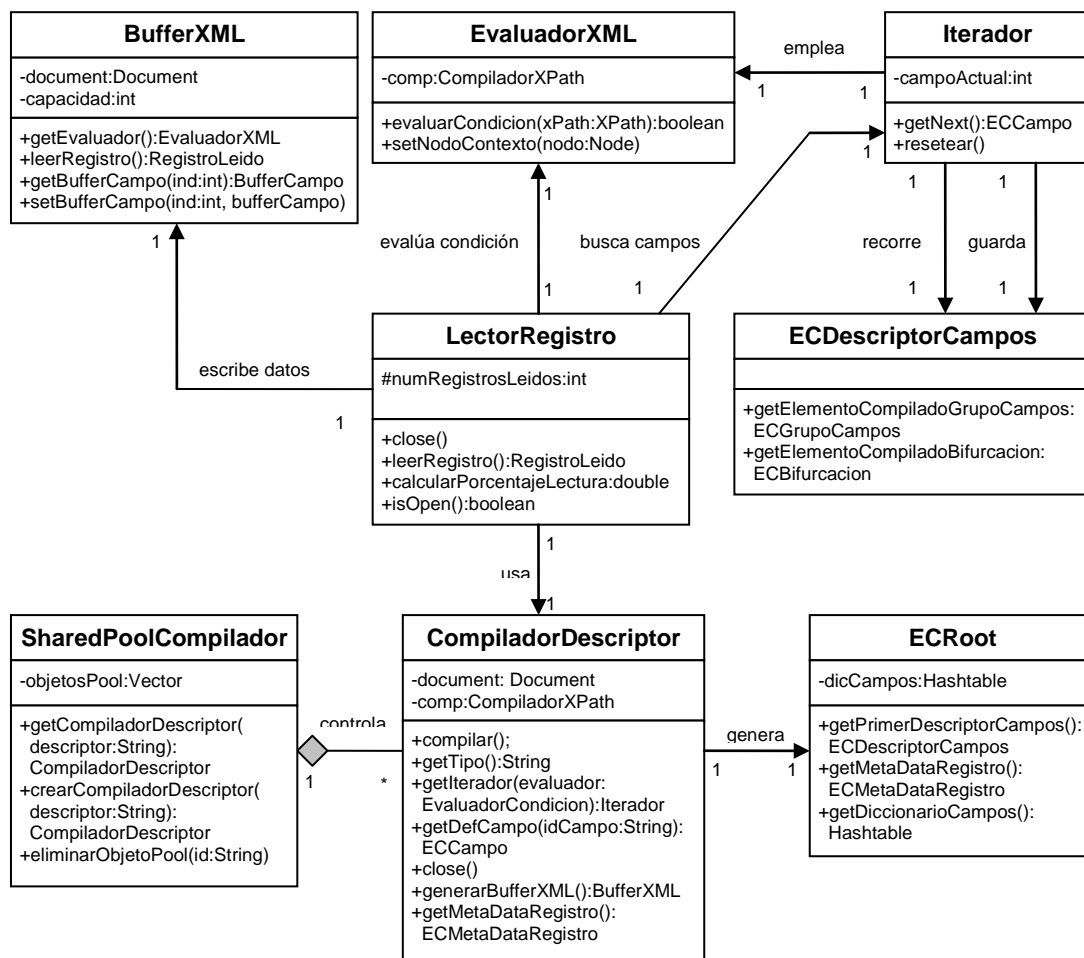 BufferXML
-document:Document
-capacidad:int
+getEvaluador():EvaluadorXML
+leerRegistro():RegistroLeido
+getBufferCampo(ind:int):BufferCampo
+setBufferCampo(ind:int, bufferCampo)
EvaluadorXML
-comp:CompiladorXPath
+evaluarCondicion(xPath:XPath):boolean
+setNodoContexto(nodo:Node)
emplea
1
1
Iterador
-campoActual:int
+getNext():ECCampo
+resetear()
1
1
1
1
1
evalúa condición
busca campos
recorre
guarda
1
1
1
1
LectorRegistro
#numRegistrosLeidos:int
+close()
+leerRegistro():RegistroLeido
+calcularPorcentajeLectura:double
+isOpen():boolean
escribe datos
1
ECDescriptorCampos
+getElementoCompiladoGrupoCampos:
ECGrupoCampos
+getElementoCompiladoBifurcacion:
ECBifurcacion
1
usa
1
SharedPoolCompilador
-objetosPool:Vector
+getCompiladorDescriptor(
descriptor:String):
CompiladorDescriptor
+crearCompiladorDescriptor(
descriptor:String):
CompiladorDescriptor
+eliminarObjetoPool(id:String)
controla
1
*
CompiladorDescriptor
-document: Document
-comp:CompiladorXPath
+compilar();
+getTipo():String
+getIterador(evaluador:
EvaluadorCondicion):Iterador
+getDefCampo(idCampo:String):
ECCampo
+close()
+generarBufferXML():BufferXML
+getMetaDataRegistro():
ECMetaDataRegistro
genera
1
1
ECRoot
-dicCampos:Hashtable
+getPrimerDescriptorCampos():
ECDescriptorCampos
+getMetaDataRegistro():
ECMetaDataRegistro
+getDiccionarioCampos():
Hashtable